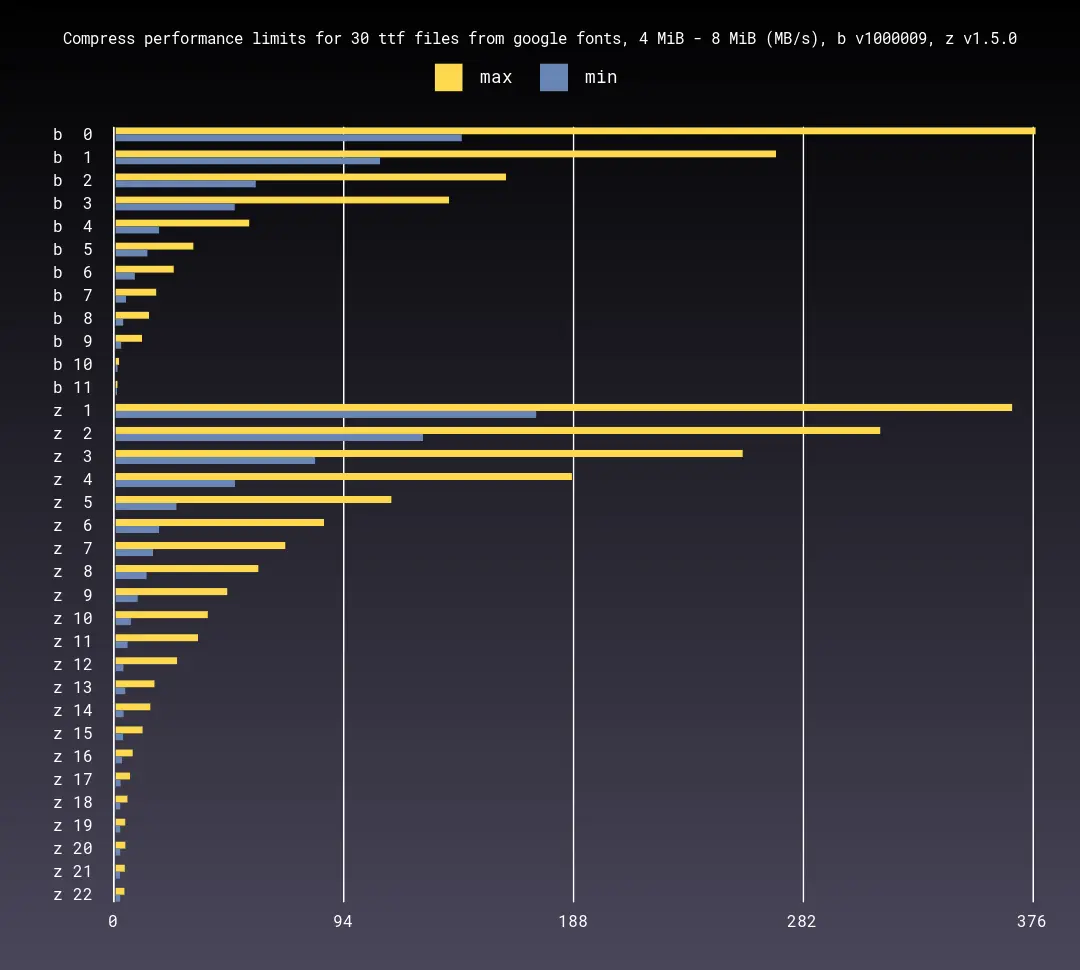 Compress performance limits for 30 ttf files from google fonts, 4 MiB - 8 MiB (MB/s), b v1000009, z v1.5.0
max min
b 0
b 1
b 2
b 3
b 4
b 5
b 6
b 7
b 8
b 9
b 10
b 11
z 1
z 2
z 3
z 4
z 5
z 6
z 7
z 8
z 9
z 10
z 11
z 12
z 13
z 14
z 15
z 16
z 17
z 18
z 19
z 20
z 21
z 22
0 94 188 282 376